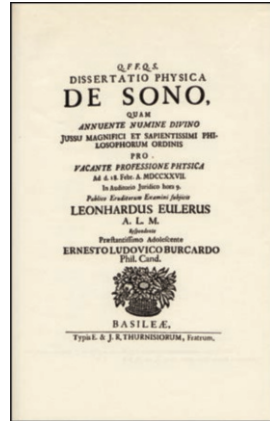 Q. F. F. Q. S.
DISSERTATIO PHYSICA
DE SONO,
QUAM
ANNUENTE NUMINE DIVINO
JUSSU MAGNIFICI ET SAPIENTISSIMI PHI-
LOSOPHORUM ORDINIS
PRO
VACANTE PROFESSIONE PHYSICA
Ad d. 18. Febr. A. MDCCXXVII.
In Auditorio Juridico hora 9.
Publico Eruditorum Examini subjicit
LEONHARDUS EULERUS
A. L. M.
Respondente
Præstantissimo Adolescente
ERNESTO LUDOVICO BURCARDO
Phil. Cand.
BASILEÆ,
Typis E. & J. R. THURNISIORUM, Fratrum,